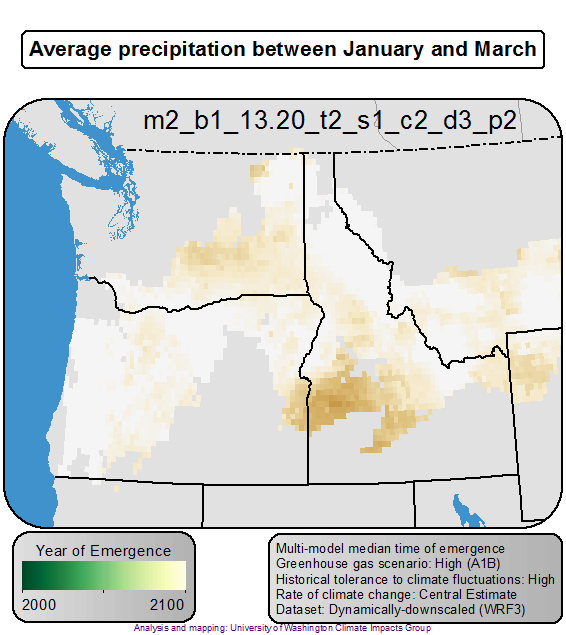 Average precipitation between January and March
m2_b1_13.20_t2_s1_c2_d3_p2
Year of Emergence
2000 2100
Multi-model median time of emergence
Greenhouse gas scenario: High (A1B)
Historical tolerance to climate fluctuations: High
Rate of climate change: Central Estimate
Dataset: Dynamically-downscaled (WRF3)
Analysis and mapping: University of Washington Climate Impacts Group